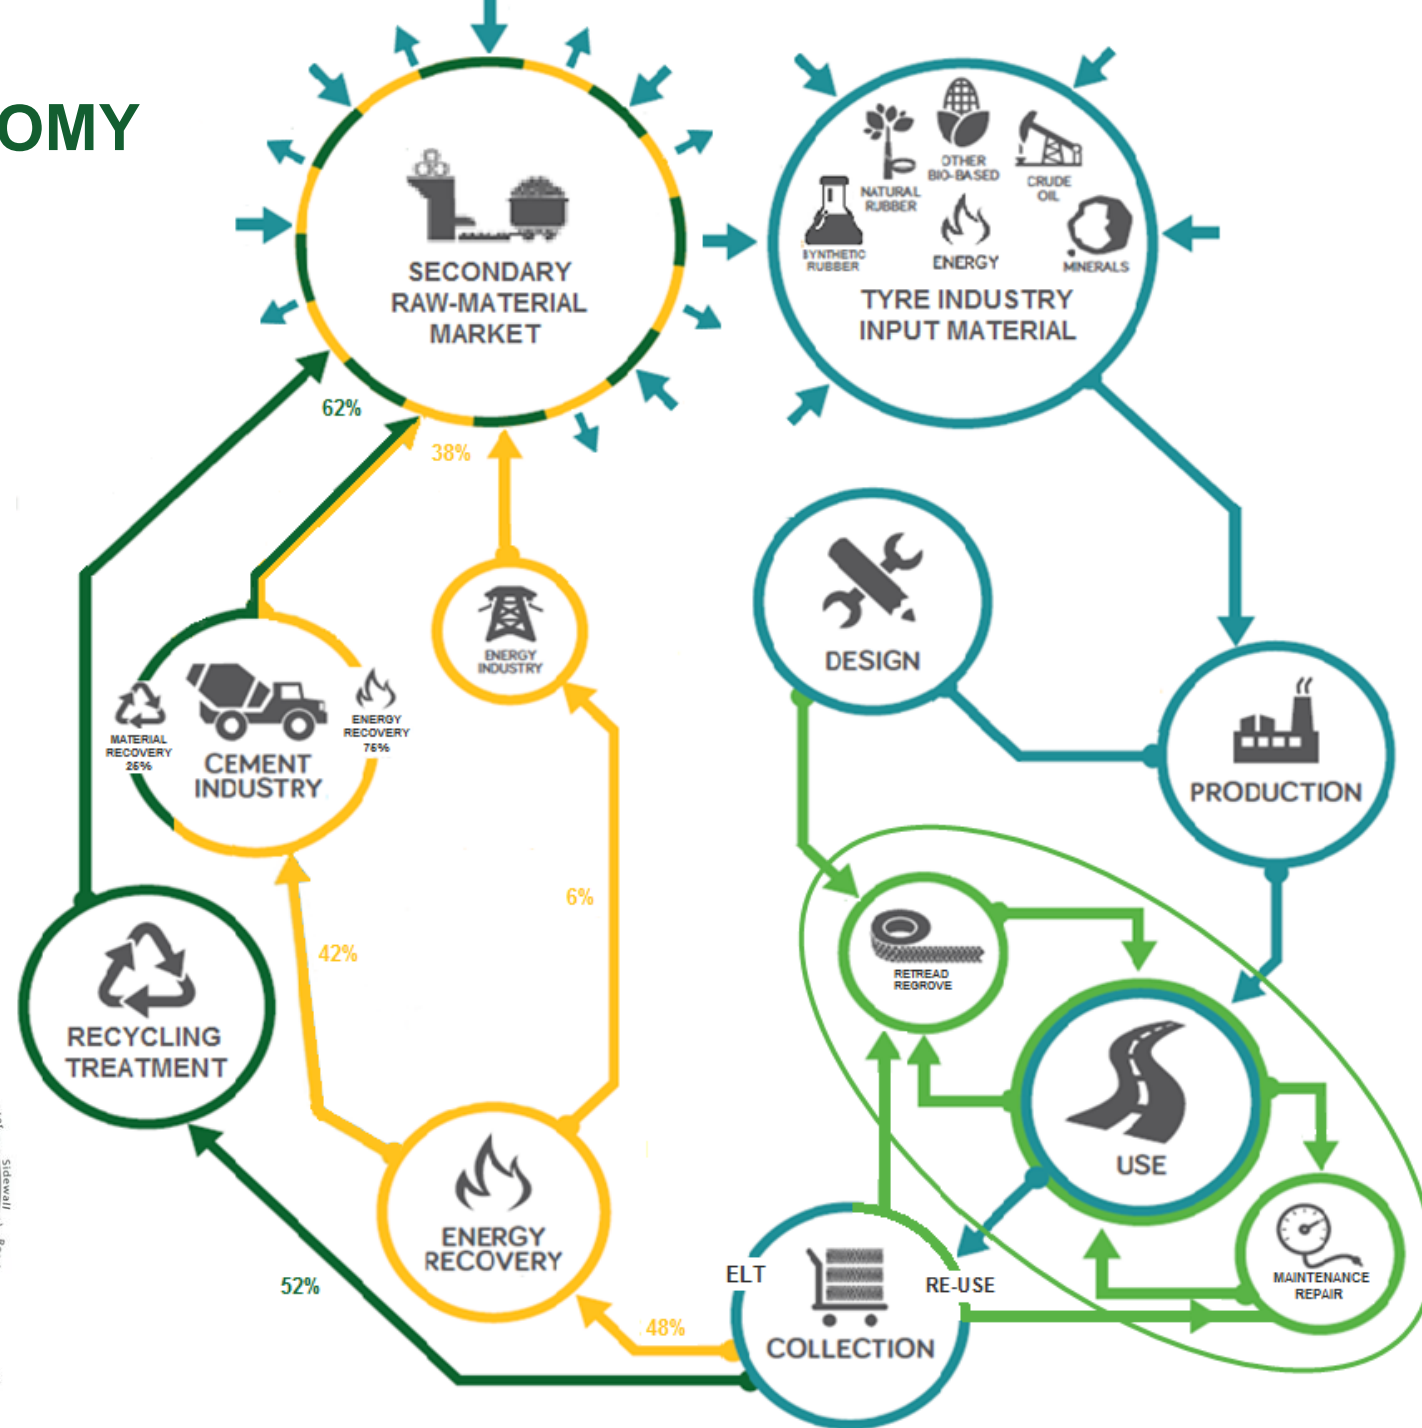 OMY
SECONDARY
RAW-MATERIAL
MARKET
OTHER
BIO-BASED
NATURAL
RUBBER
CRUDE
OIL
SYNTHETIC
RUBBER
ENERGY
MINERALS
TYRE INDUSTRY
INPUT MATERIAL
62%
38%
DESIGN
ENERGY
INDUSTRY
MATERIAL
RECOVERY
25%
ENERGY
RECOVERY
75%
CEMENT
INDUSTRY
PRODUCTION
6%
42%
RETREAD
REGROVE
RECYCLING
TREATMENT
USE
ENERGY
RECOVERY
52%
48%
ELT
RE-USE
COLLECTION
MAINTENANCE
REPAIR
Sidewall